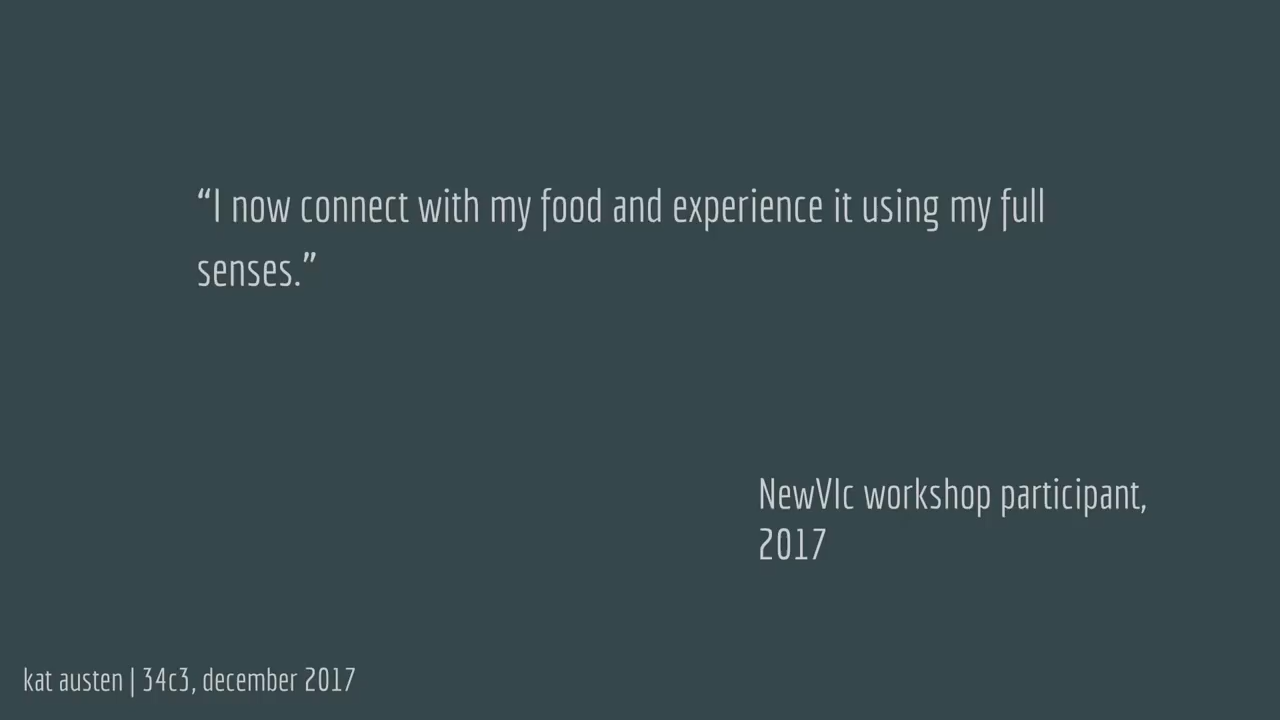 “I now connect with my food and experience it using my full
senses.”
NewVIc workshop participant,
2017
kat austen | 34c3, december 2017